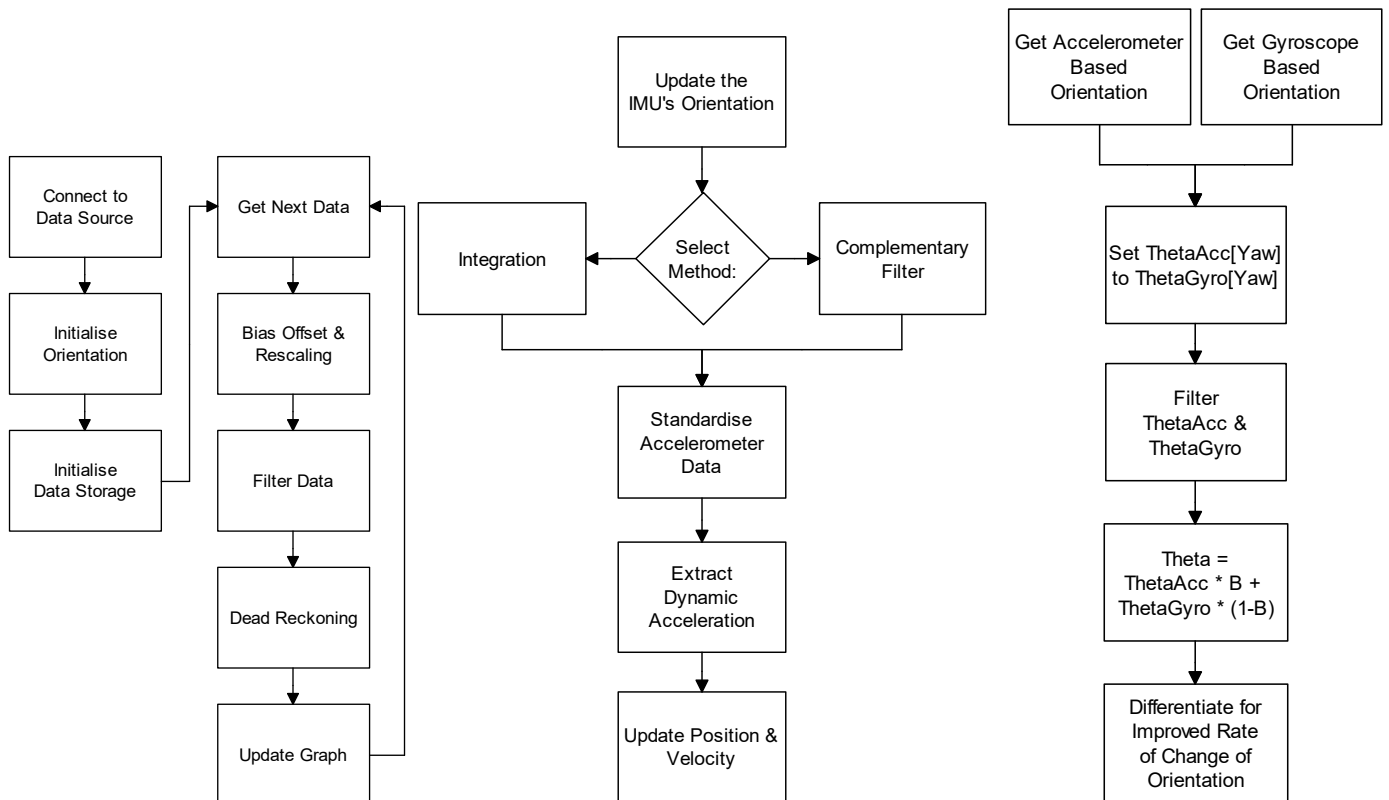 Connect to
Data Source
Initialise
Orientation
Initialise
Data Storage
Get Next Data
Bias Offset &
Rescaling
Filter Data
Dead Reckoning
Update Graph
Update the
IMU's Orientation
Select
Method:
Integration
Complementary
Filter
Standardise
Accelerometer
Data
Extract
Dynamic
Acceleration
Update Position &
Velocity
Get Accelerometer
Based
Orientation
Get Gyroscope
Based
Orientation
Set ThetaAcc[Yaw]
to ThetaGyro[Yaw]
Filter
ThetaAcc &
ThetaGyro
Theta =
ThetaAcc * B +
ThetaGyro * (1-B)
Differentiate for
Improved Rate
of Change of
Orientation